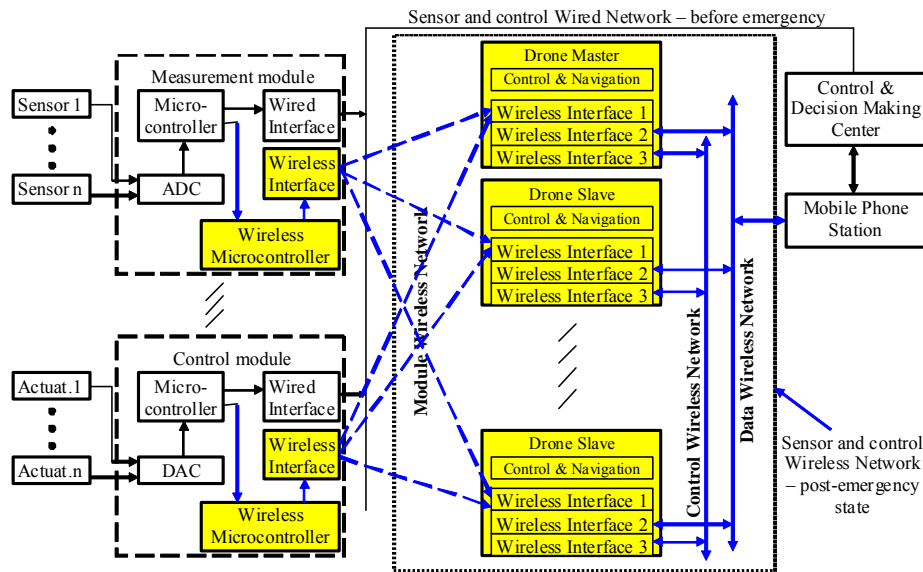 Sensor and control Wired Network – before emergency
Measurement module
Sensor 1
Sensor n
Micro-
controller
Wired
Interface
ADC
Wireless
Interface
Wireless
Microcontroller
Control module
Actuat.1
Actuat.n
Micro-
controller
Wired
Interface
DAC
Wireless
Interface
Wireless
Microcontroller
Module Wireless Network
Drone Master
Control & Navigation
Wireless Interface 1
Wireless Interface 2
Wireless Interface 3
Drone Slave
Control & Navigation
Wireless Interface 1
Wireless Interface 2
Wireless Interface 3
Drone Slave
Control & Navigation
Wireless Interface 1
Wireless Interface 2
Wireless Interface 3
Control Wireless Network
Data Wireless Network
Control &
Decision Making
Center
Mobile Phone
Station
Sensor and control
Wireless Network
– post-emergency
state